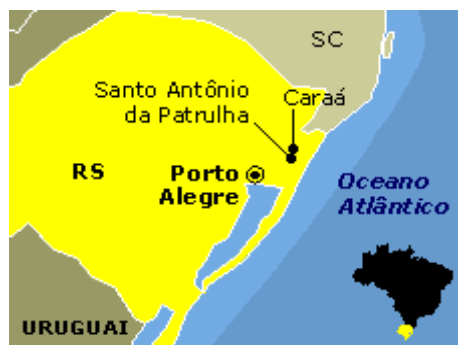 SC
Santo Antônio
da Patrulha
Caraá
RS
Porto
Alegre
Oceano
Atlântico
URUGUAI